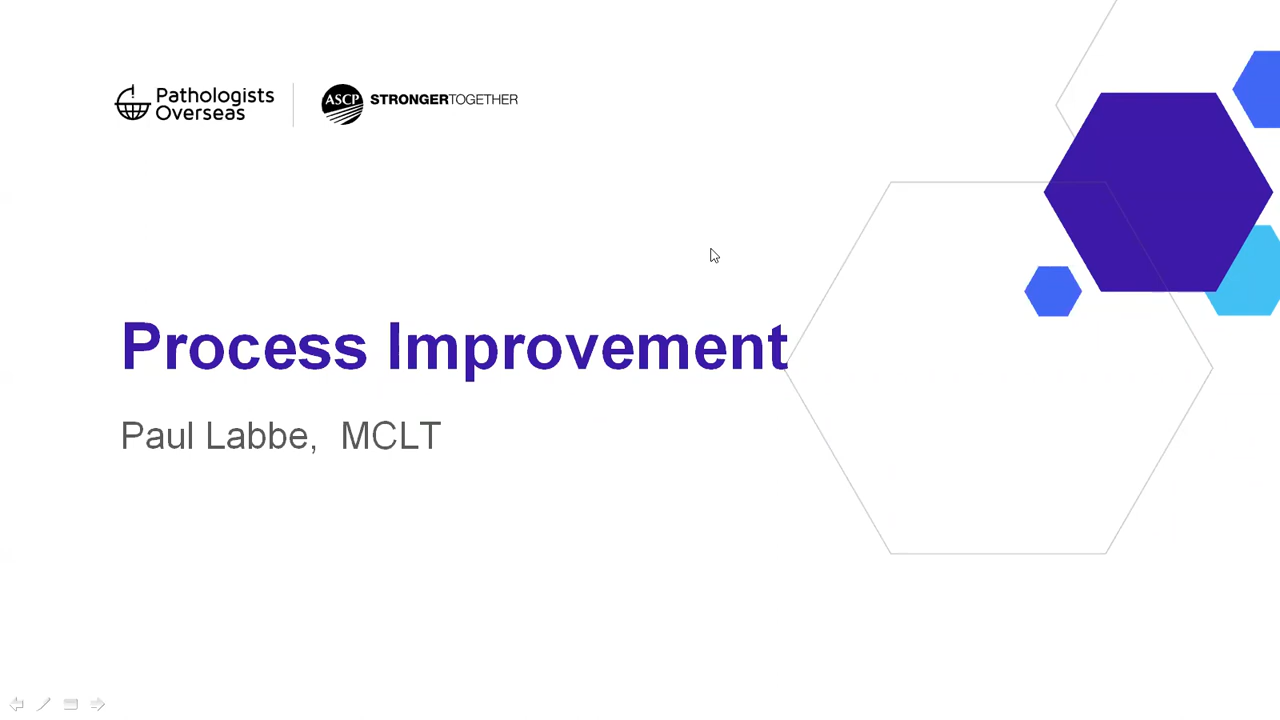 Pathologists
Overseas
ASCP STRONGERTOGETHER
Process Improvement
Paul Labbe, MCLT